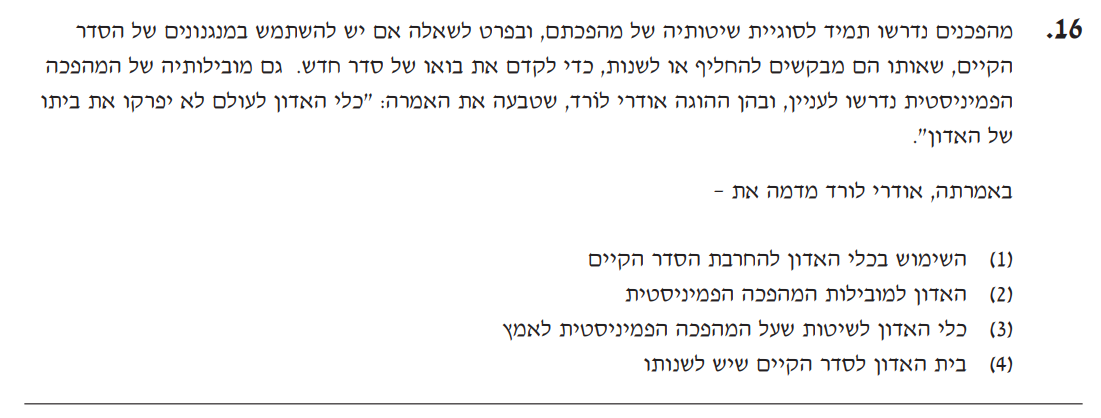 16. מהפכנים נדרשו תמיד לסוגיית שיטותיה של מהפכתם, ובפרט לשאלה אם יש להשתמש במנגנונים של הסדר
הקיים, שאותו הם מבקשים להחליף או לשנות, כדי לקדם את בואו של סדר חדש. גם מובילותיה של המהפכה
הפמיניסטית נדרשו לעניין, ובהן ההוגה אודרי לוֹרד, שטבעה את האמרה: "כלי האדון לעולם לא יפרקו את ביתו
של האדון".
באמרתה, אודרי לורד מדמה את –
(1) השימוש בכלי האדון להחרבת הסדר הקיים
(2) האדון למובילות המהפכה הפמיניסטית
(3) כלי האדון לשיטות שעל המהפכה הפמיניסטית לאמץ
(4) בית האדון לסדר הקיים שיש לשנותו